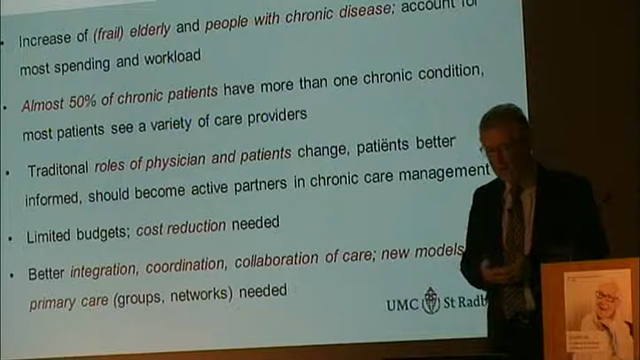 Increase of (frail) elderly and people with chronic disease; account for
most spending and workload
Almost 50% of chronic patients have more than one chronic condition,
most patients see a variety of care providers
Traditonal roles of physician and patients change, patiënts better
informed, should become active partners in chronic care management
Limited budgets; cost reduction needed
Better integration, coordination, collaboration of care; new models
primary care (groups, networks) needed
UMC St Radb